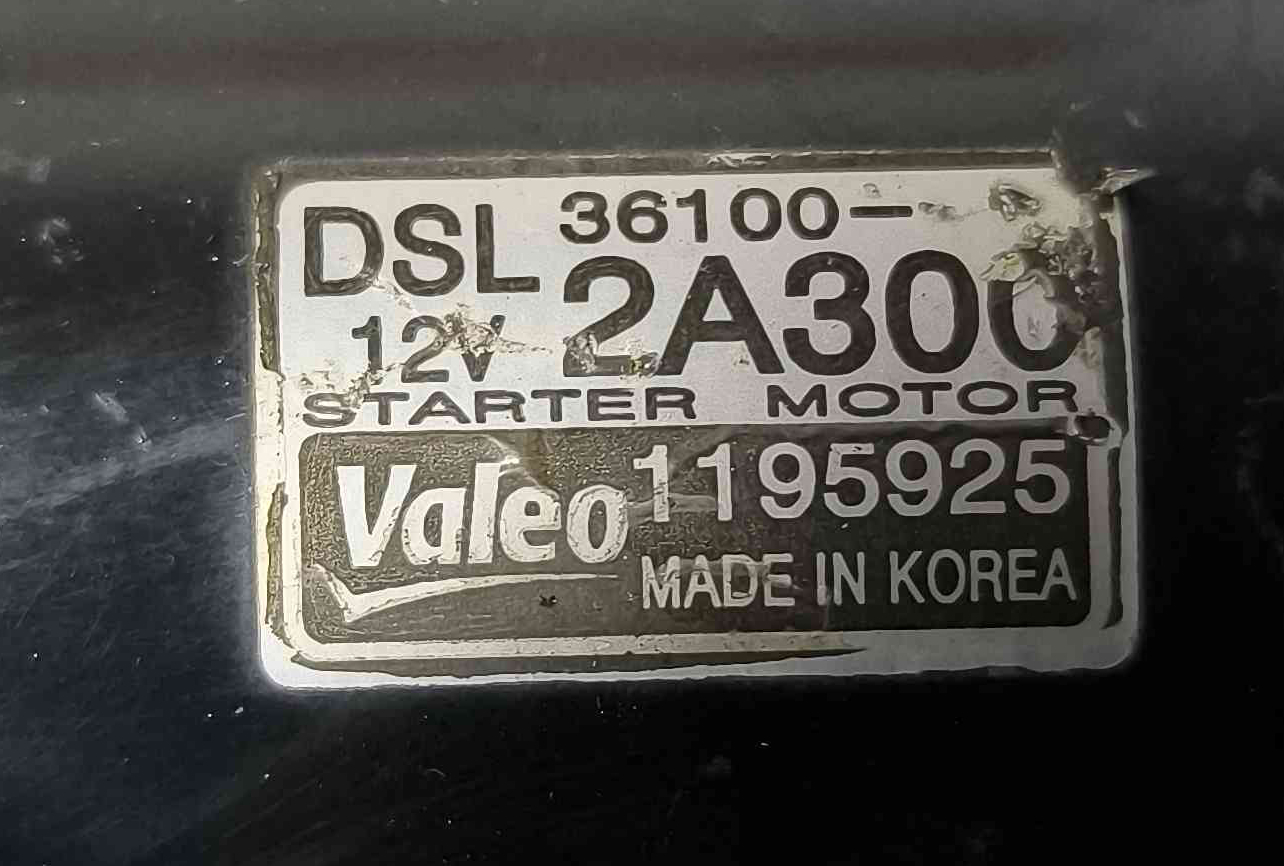 DSL 36100-
12V 2A300
STARTER MOTOR
Valeo 1195925
MADE IN KOREA